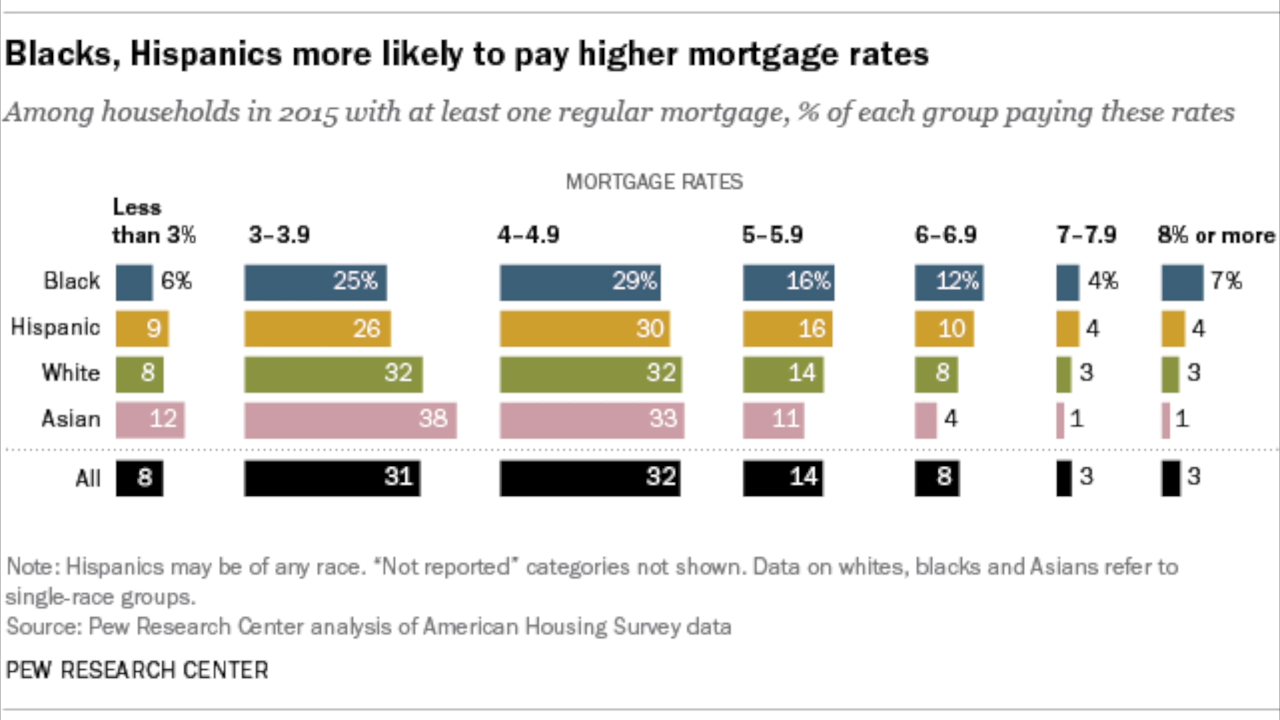 Blacks, Hispanics more likely to pay higher mortgage rates
Among households in 2015 with at least one regular mortgage, % of each group paying these rates
MORTGAGE RATES
Less than 3% 3–3.9 4–4.9 5–5.9 6–6.9 7–7.9 8% or more
Black 6% 25% 29% 16% 12% 4% 7%
Hispanic 9 26 30 16 10 4 4
White 8 32 32 14 8 3 3
Asian 12 38 33 11 4 1 1
All 8 31 32 14 8 3 3
Note: Hispanics may be of any race. “Not reported” categories not shown. Data on whites, blacks and Asians refer to
single-race groups.
Source: Pew Research Center analysis of American Housing Survey data
PEW RESEARCH CENTER